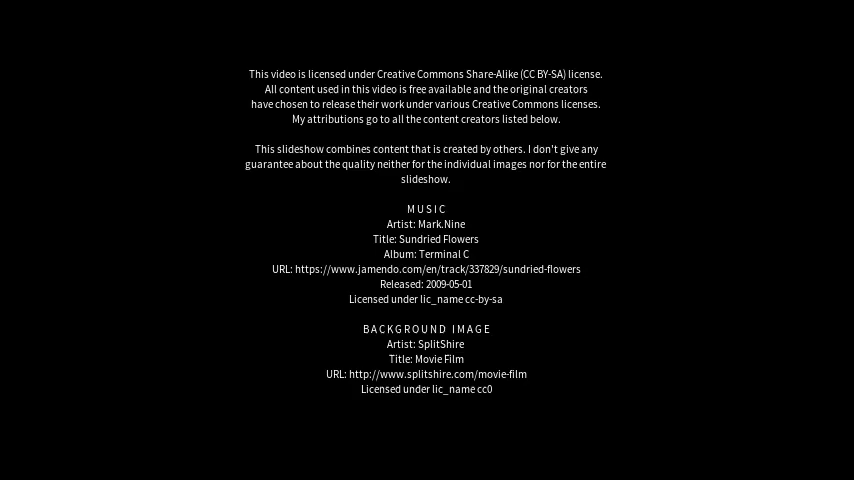 This video is licensed under Creative Commons Share-Alike (CC BY-SA) license.
All content used in this video is free available and the original creators
have chosen to release their work under various Creative Commons licenses.
My attributions go to all the content creators listed below.
This slideshow combines content that is created by others. I don't give any
guarantee about the quality neither for the individual images nor for the entire
slideshow.
MUSIC
Artist: Mark.Nine
Title: Sundried Flowers
Album: Terminal C
URL: https://www.jamendo.com/en/track/337829/sundried-flowers
Released: 2009-05-01
Licensed under lic_name cc-by-sa
BACKGROUND IMAGE
Artist: SplitShire
Title: Movie Film
URL: http://www.splitshire.com/movie-film
Licensed under lic_name cc0